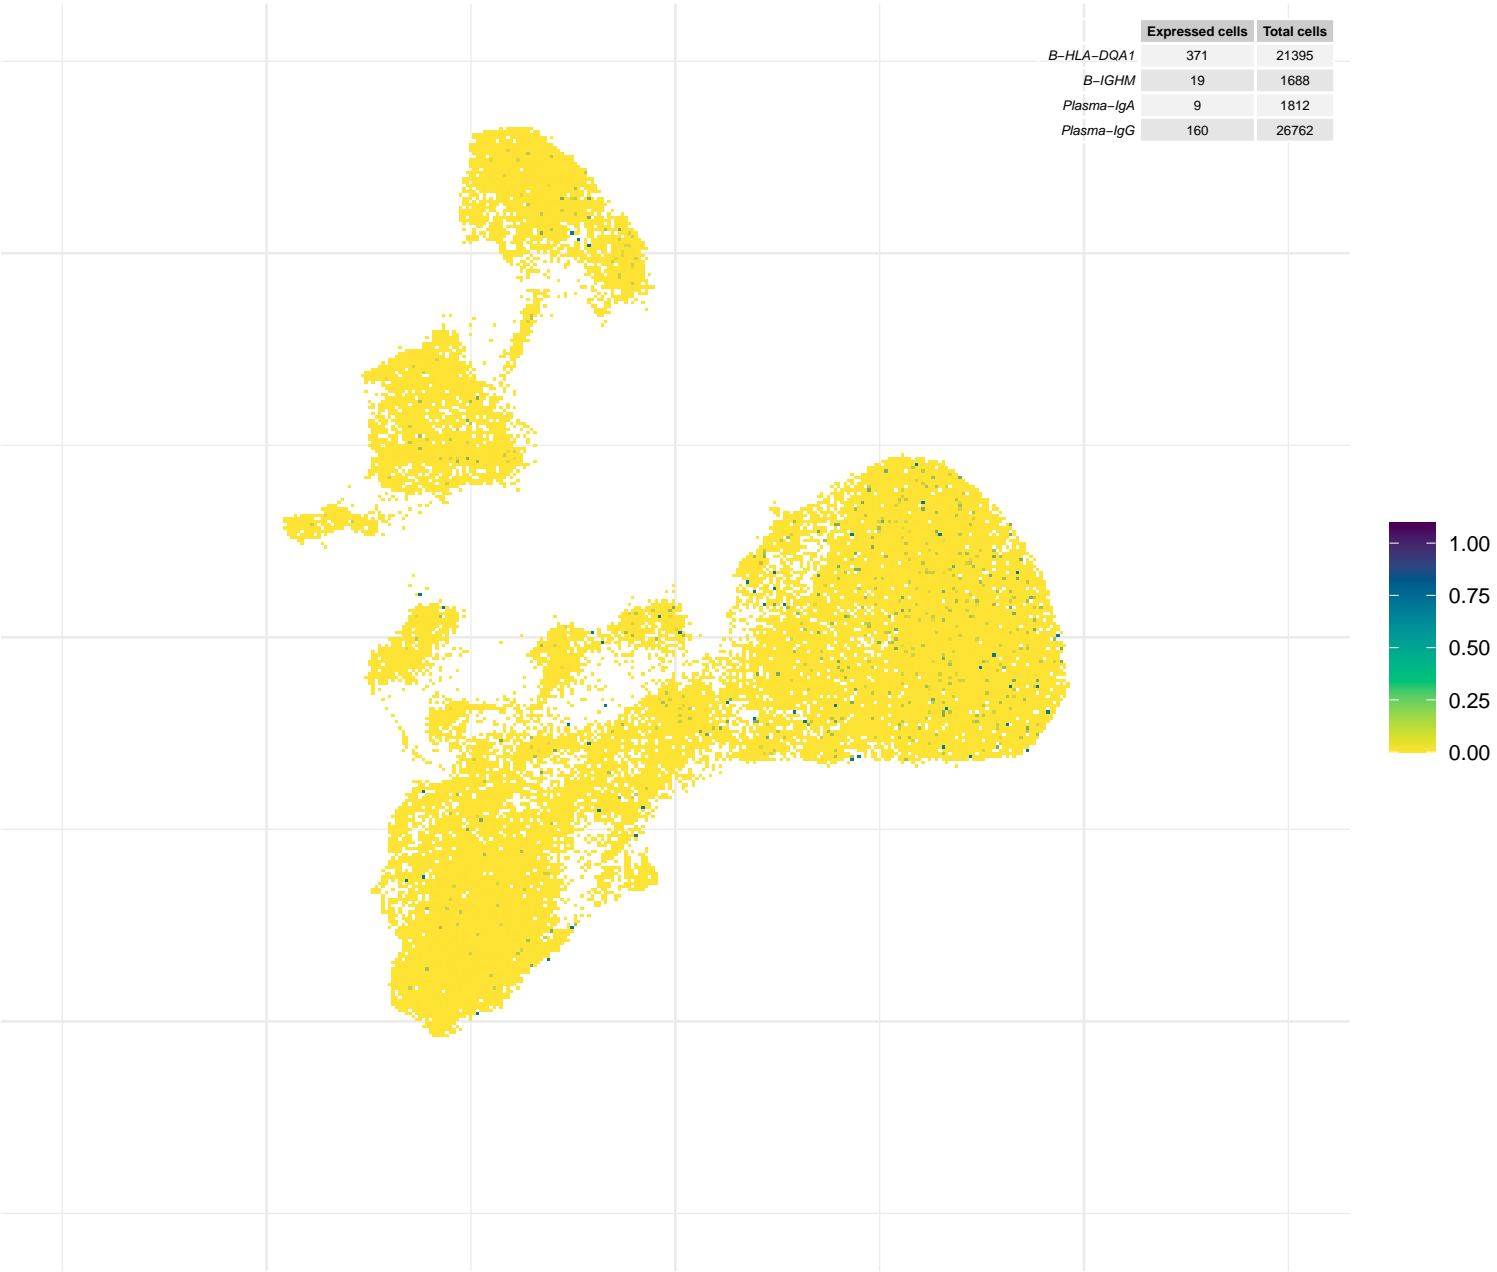 Expressed cells Total cells
B−HLA−DQA1 371 21395
B−IGHM 19 1688
Plasma−IgA 9 1812
Plasma−IgG 160 26762
1.00
0.75
0.50
0.25
0.00